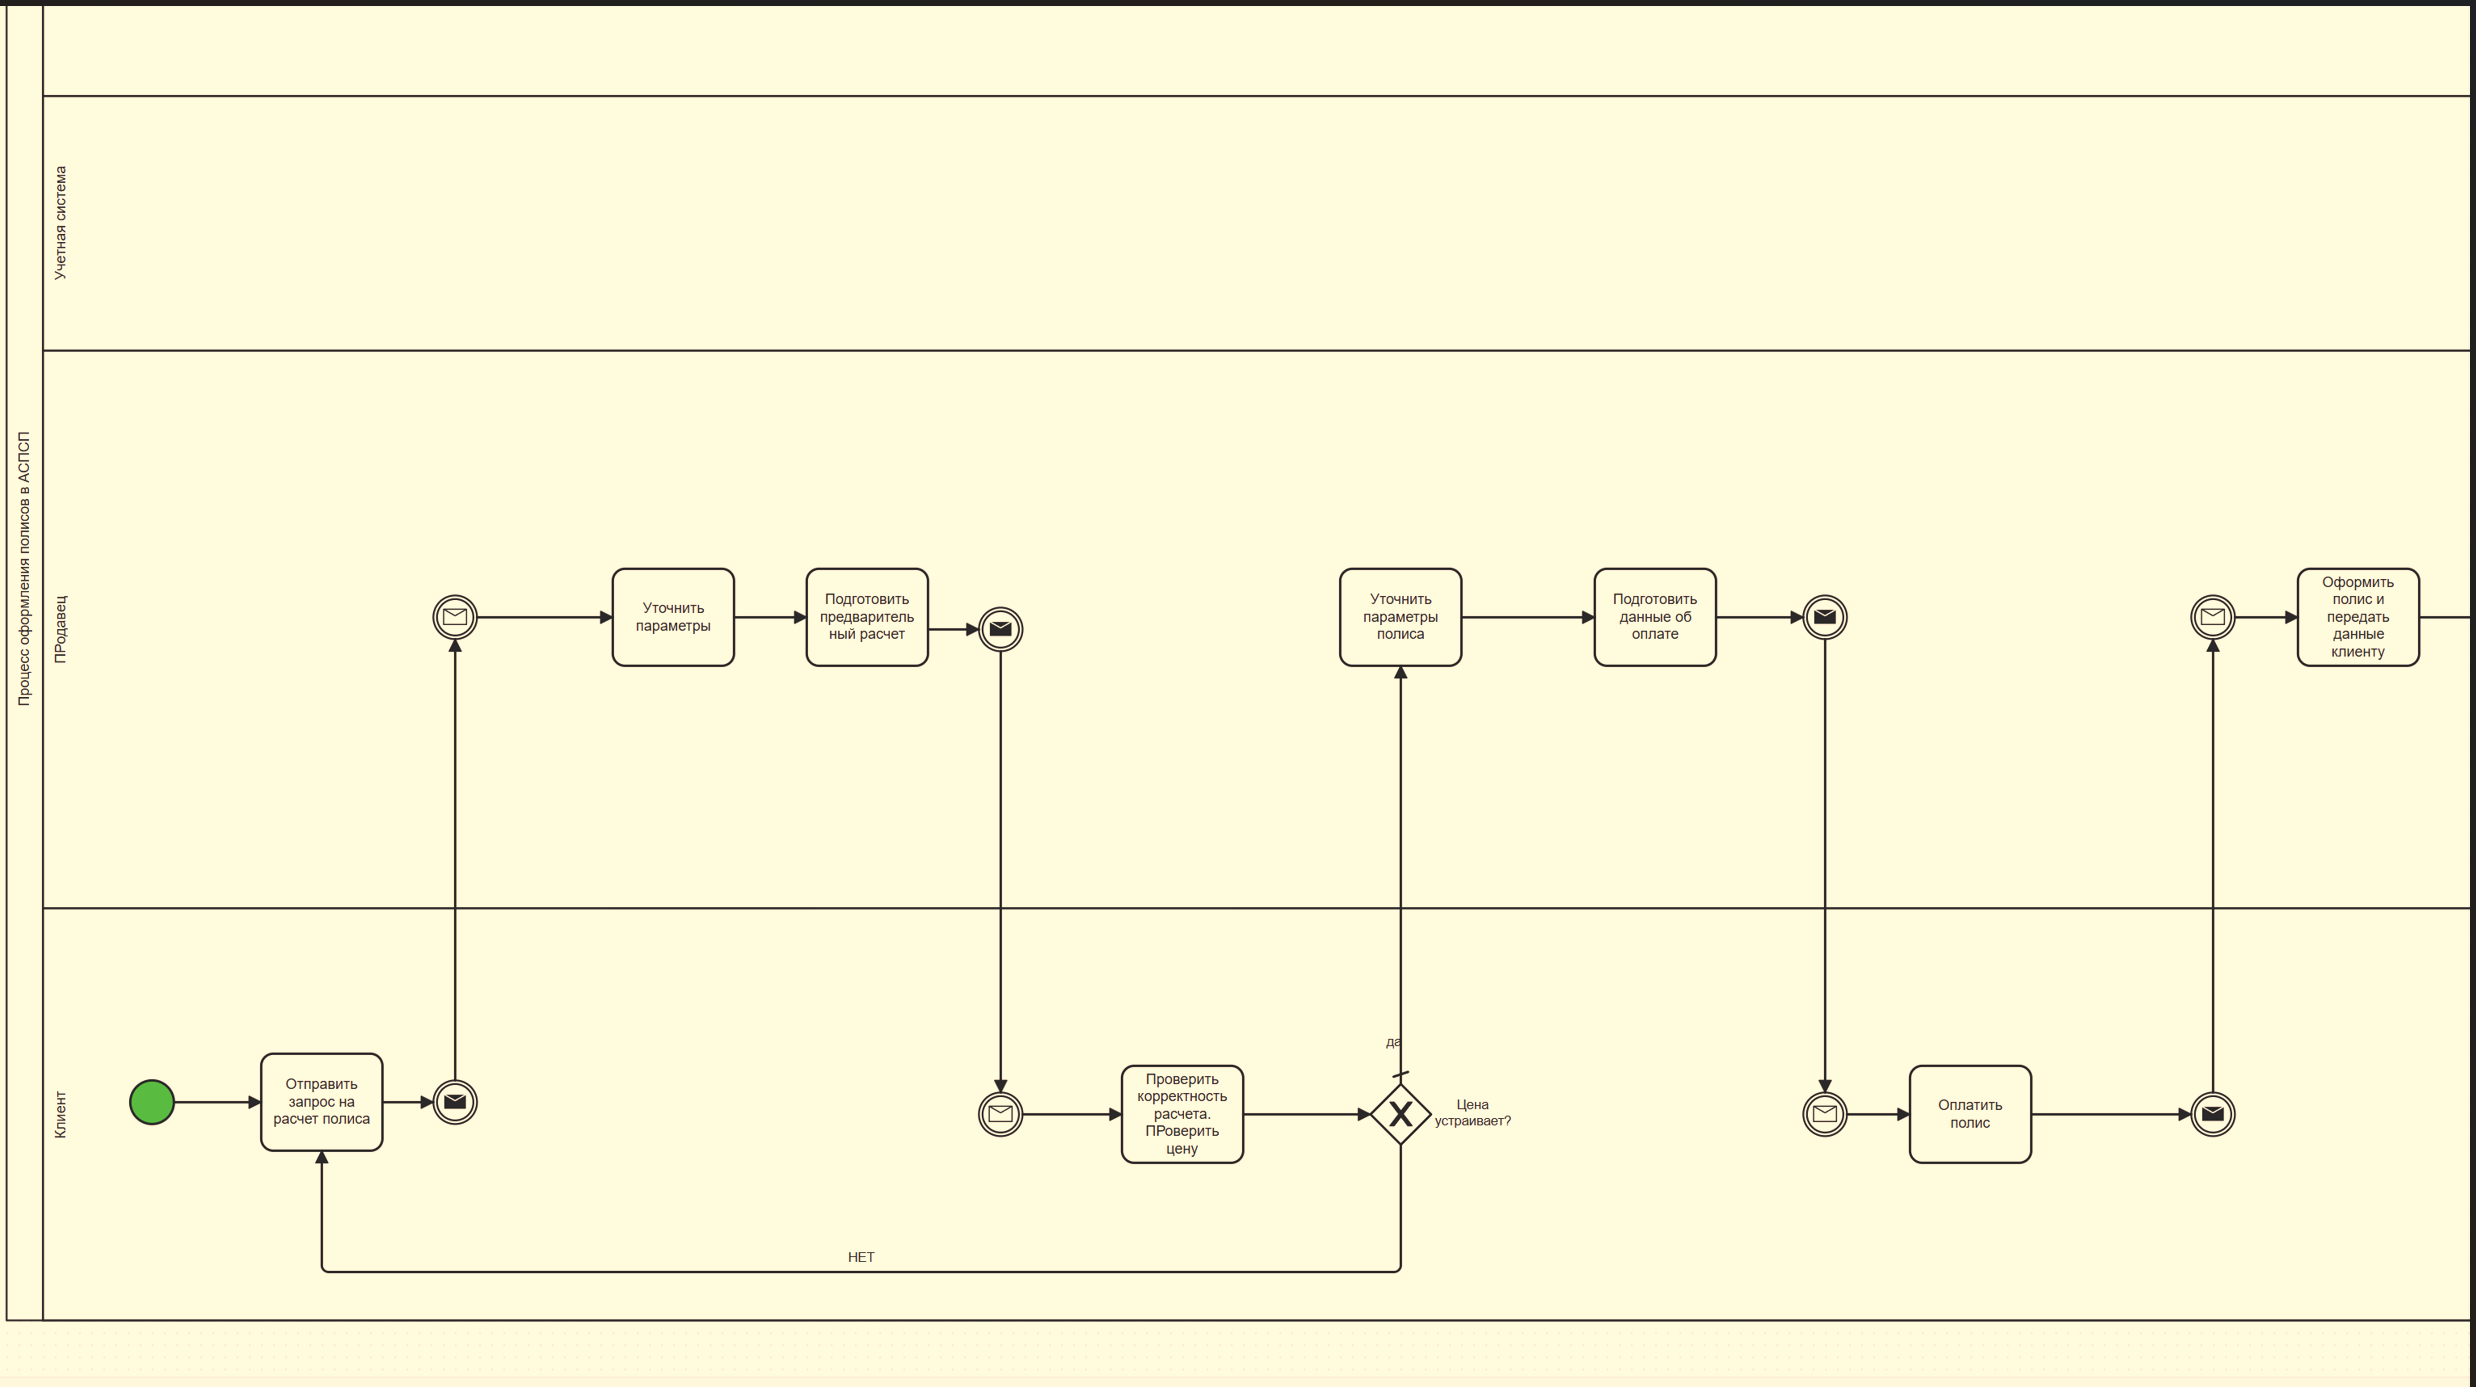 Процесс оформления полисов в АСПСП
Учетная система
ПРодавец
Клиент
Уточнить
параметры
Подготовить
предваритель
ный расчет
Уточнить
параметры
полиса
Подготовить
данные об
оплате
Оформить
полис и
передать
данные
клиенту
Отправить
запрос на
расчет полиса
Проверить
корректность
расчета.
ПРоверить
цену
да
Цена
устраивает?
Оплатить
полис
НЕТ